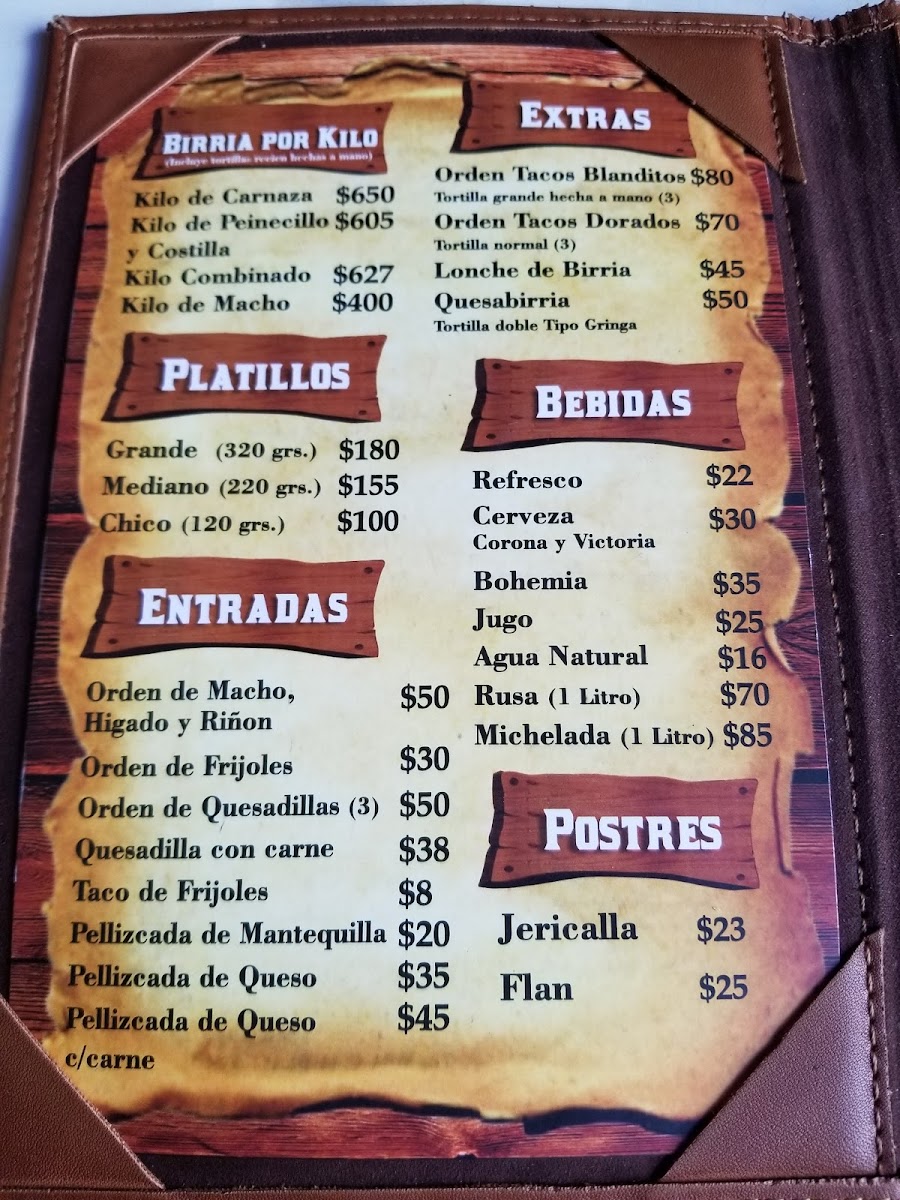 BIRRIA POR KILO
(Incluye tortillas recien hechas a mano)
Kilo de Carnaza $650
Kilo de Peinecillo $605
y Costilla
Kilo Combinado $627
Kilo de Macho $400
PLATILLOS
Grande (320 grs.) $180
Mediano (220 grs.) $155
Chico (120 grs.) $100
ENTRADAS
Orden de Macho, $50
Higado y Riñon
Orden de Frijoles $30
Orden de Quesadillas (3) $50
Quesadilla con carne $38
Taco de Frijoles $8
Pellizcada de Mantequilla $20
Pellizcada de Queso $35
Pellizcada de Queso $45
c/carne
EXTRAS
Orden Tacos Blanditos $80
Tortilla grande hecha a mano (3)
Orden Tacos Dorados $70
Tortilla normal (3)
Lonche de Birria $45
Quesabirria $50
Tortilla doble Tipo Gringa
BEBIDAS
Refresco $22
Cerveza $30
Corona y Victoria
Bohemia $35
Jugo $25
Agua Natural $16
Rusa (1 Litro) $70
Michelada (1 Litro) $85
POSTRES
Jericalla $23
Flan $25